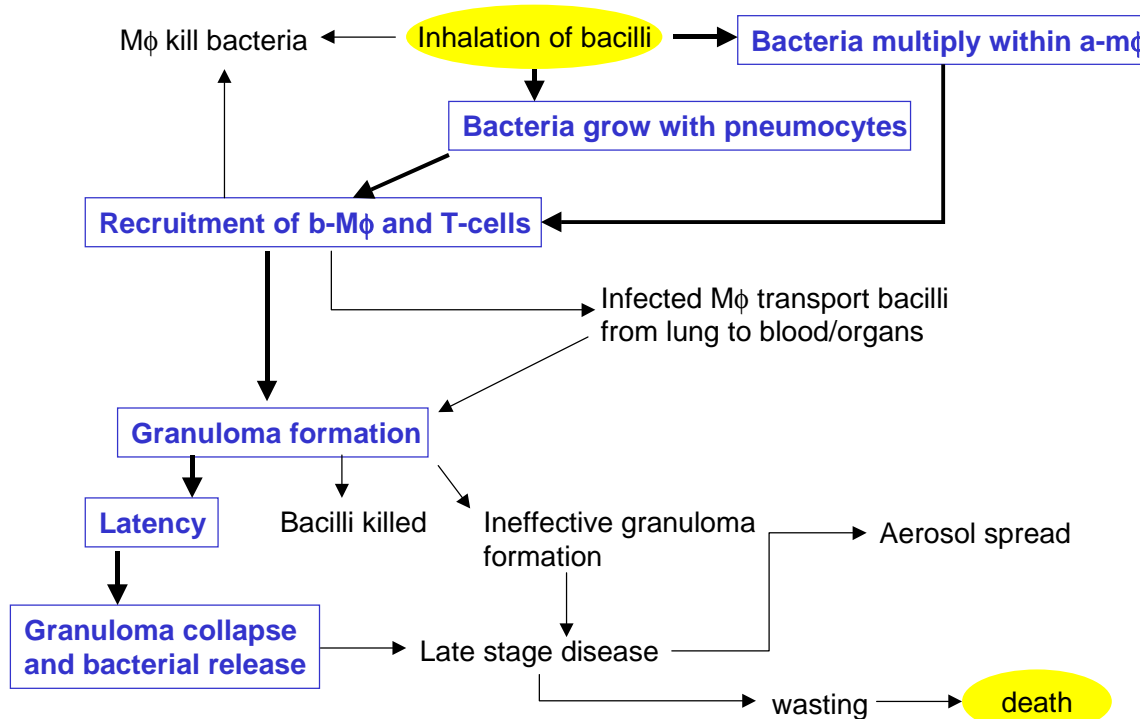 Mϕ kill bacteria
Inhalation of bacilli
Bacteria multiply within a-mϕ
Bacteria grow with pneumocytes
Recruitment of b-Mϕ and T-cells
Infected Mϕ transport bacilli
from lung to blood/organs
Granuloma formation
Latency
Bacilli killed
Ineffective granuloma
formation
Aerosol spread
Granuloma collapse
and bacterial release
Late stage disease
wasting
death